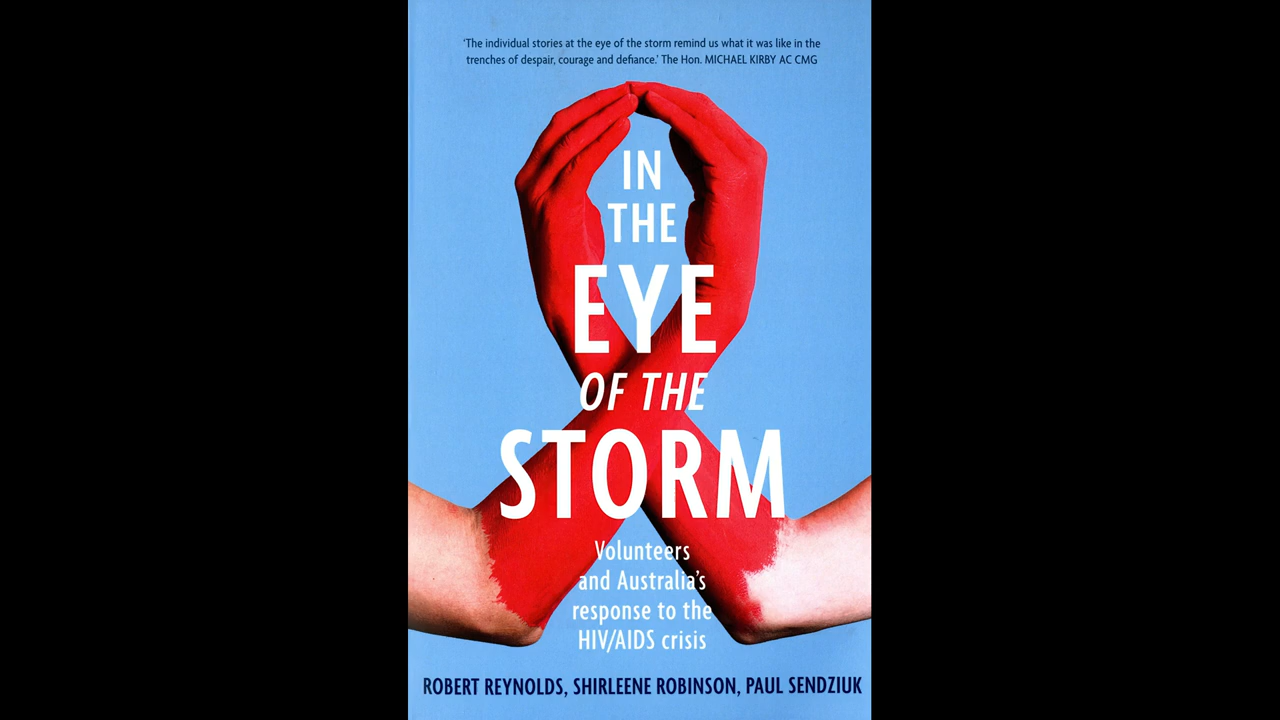 ‘The individual stories at the eye of the storm remind us what it was like in the
trenches of despair, courage and defiance.’ The Hon. MICHAEL KIRBY AC CMG
IN
THE
EYE
OF THE
STORM
Volunteers
and Australia’s
response to the
HIV/AIDS crisis
ROBERT REYNOLDS, SHIRLEENE ROBINSON, PAUL SENDZIUK